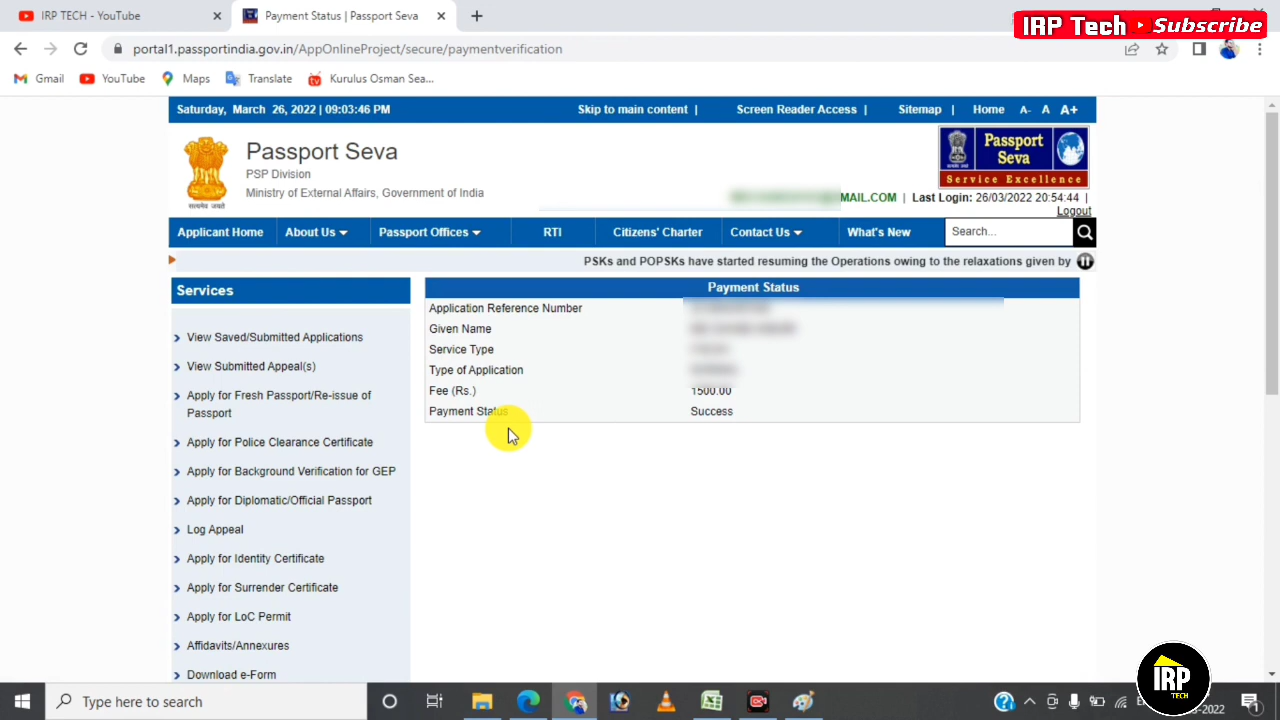 IRP TECH - YouTube
Payment Status | Passport Seva
IRP Tech Subscribe
portal1.passportindia.gov.in/AppOnlineProject/secure/paymentverification
Gmail YouTube Maps Translate Kurulus Osman Sea...
Saturday, March 26, 2022 | 09:03:46 PM Skip to main content | Screen Reader Access | Sitemap | Home A- A A+
Passport Seva
PSP Division
Ministry of External Affairs, Government of India
सत्यमेव जयते
Passport
Seva
Service Excellence
MAIL.COM | Last Login: 26/03/2022 20:54:44 |
Logout
Applicant Home About Us Passport Offices RTI Citizens' Charter Contact Us What's New Search...
PSKs and POPSKs have started resuming the Operations owing to the relaxations given by
Services
View Saved/Submitted Applications
View Submitted Appeal(s)
Apply for Fresh Passport/Re-issue of
Passport
Apply for Police Clearance Certificate
Apply for Background Verification for GEP
Apply for Diplomatic/Official Passport
Log Appeal
Apply for Identity Certificate
Apply for Surrender Certificate
Apply for LoC Permit
Affidavits/Annexures
Download e-Form
Payment Status
Application Reference Number
Given Name
Service Type
Type of Application
Fee (Rs.) 1500.00
Payment Status Success
IRP
TECH
Type here to search
-2022
1